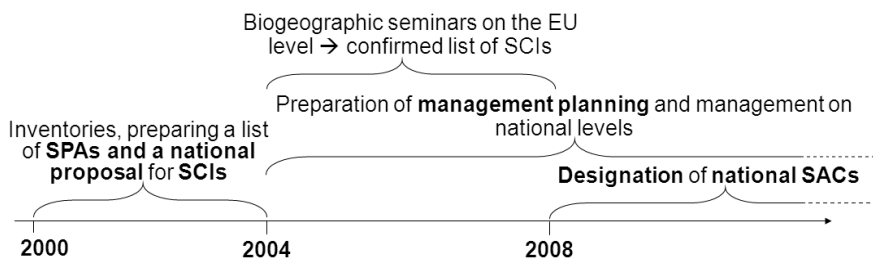 Biogeographic seminars on the EU
level → confirmed list of SCIs
Preparation of management planning and management on
national levels
Inventories, preparing a list
of SPAs and a national
proposal for SCIs
Designation of national SACs
2000
2004
2008